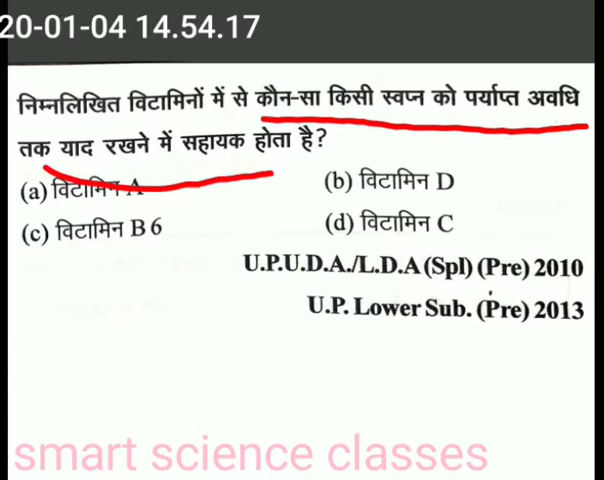 20-01-04 14.54.17
निम्नलिखित विटामिनों में से कौन-सा किसी स्वप्न को पर्याप्त अवधि
तक याद रखने में सहायक होता है?
(a) विटामिन A (b) विटामिन D
(c) विटामिन B 6 (d) विटामिन C
U.P.U.D.A./L.D.A (Spl) (Pre) 2010
U.P. Lower Sub. (Pre) 2013
smart science classes